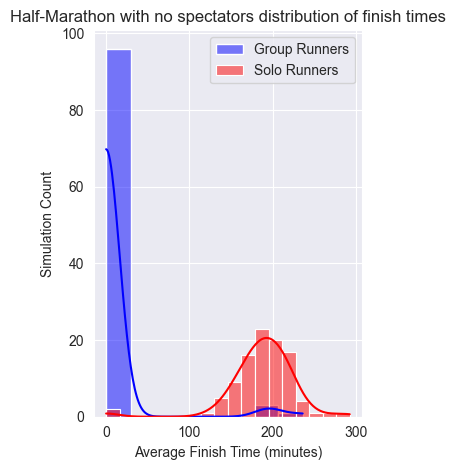 Half-Marathon with no spectators distribution of finish times
Group Runners
Solo Runners
100
80
60
40
20
0
Simulation Count
0 100 200 300
Average Finish Time (minutes)